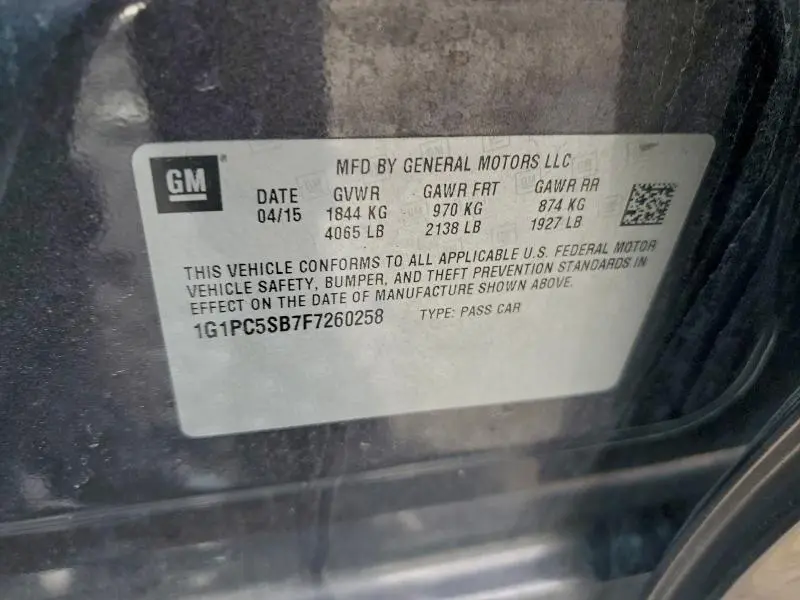 GM
MFD BY GENERAL MOTORS LLC
DATE GVWR GAWR FRT GAWR RR
04/15 1844 KG 970 KG 874 KG
4065 LB 2138 LB 1927 LB
THIS VEHICLE CONFORMS TO ALL APPLICABLE U.S. FEDERAL MOTOR
VEHICLE SAFETY, BUMPER, AND THEFT PREVENTION STANDARDS IN
EFFECT ON THE DATE OF MANUFACTURE SHOWN ABOVE.
1G1PC5SB7F7260258 TYPE: PASS CAR